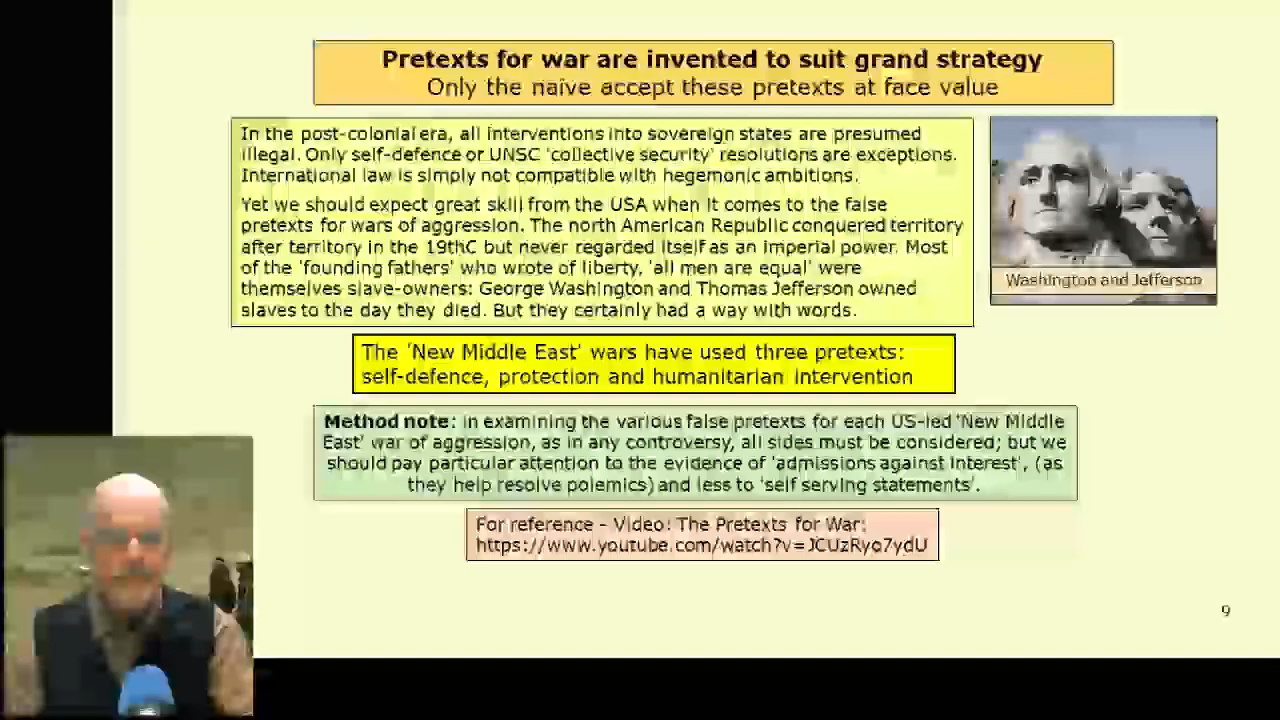 Pretexts for war are invented to suit grand strategy
Only the naïve accept these pretexts at face value
In the post-colonial era, all interventions into sovereign states are presumed
illegal. Only self-defence or UNSC 'collective security' resolutions are exceptions.
International law is simply not compatible with hegemonic ambitions.
Yet we should expect great skill from the USA when it comes to the false
pretexts for wars of aggression. The north American Republic conquered territory
after territory in the 19thC but never regarded itself as an imperial power. Most
of the 'founding fathers' who wrote of liberty, 'all men are equal' were
themselves slave-owners: George Washington and Thomas Jefferson owned
slaves to the day they died. But they certainly had a way with words.
Washington and Jefferson
The 'New Middle East' wars have used three pretexts:
self-defence, protection and humanitarian intervention
Method note: in examining the various false pretexts for each US-led 'New Middle
East' war of aggression, as in any controversy, all sides must be considered; but we
should pay particular attention to the evidence of 'admissions against interest', (as
they help resolve polemics) and less to 'self serving statements'.
For reference - Video: The Pretexts for War:
https://www.youtube.com/watch?v=JCUzRyo7ydU
9